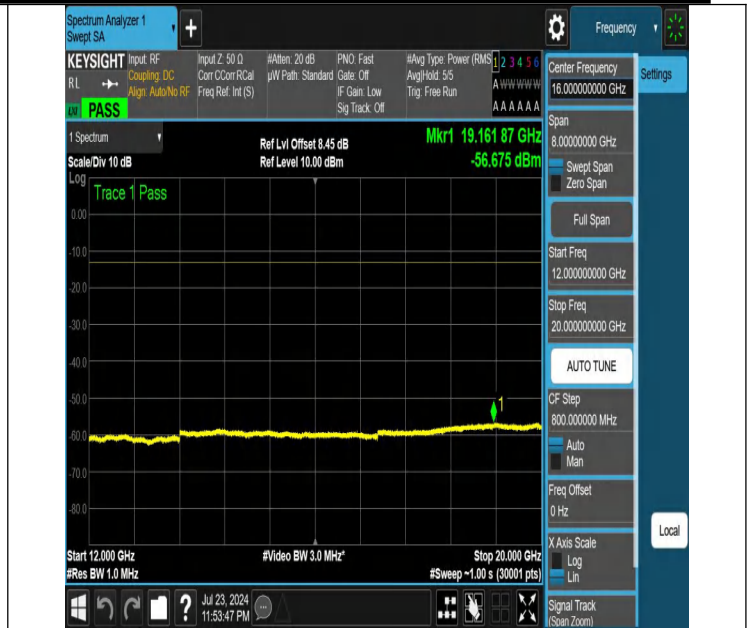 Spectrum Analyzer 1
Swept SA
+
Frequency
KEYSIGHT
RL
PASS
Input: RF
Coupling: DC
Align: Auto/No RF
Input Z: 50 Ω
Corr CCorr RCal
Freq Ref: Int (S)
#Atten: 20 dB
µW Path: Standard
PNO: Fast
Gate: Off
IF Gain: Low
Sig Track: Off
#Avg Type: Power (RMS
Avg|Hold: 5/5
Trig: Free Run
1 2 3 4 5 6
A W W W W W
A A A A A A
1 Spectrum
Scale/Div 10 dB
Ref Lvl Offset 8.45 dB
Ref Level 10.00 dBm
Mkr1 19.161 87 GHz
-56.675 dBm
Log
Trace 1 Pass
0.00
-10.0
-20.0
-30.0
-40.0
-50.0
-60.0
-70.0
-80.0
1
Start 12.000 GHz
#Res BW 1.0 MHz
#Video BW 3.0 MHz*
Stop 20.000 GHz
#Sweep ~1.00 s (30001 pts)
Center Frequency
16.000000000 GHz
Settings
Span
8.00000000 GHz
Swept Span
Zero Span
Full Span
Start Freq
12.000000000 GHz
Stop Freq
20.000000000 GHz
AUTO TUNE
CF Step
800.000000 MHz
Auto
Man
Freq Offset
0 Hz
X Axis Scale
Log
Lin
Local
Signal Track
(Span Zoom)
?
Jul 23, 2024
11:53:47 PM